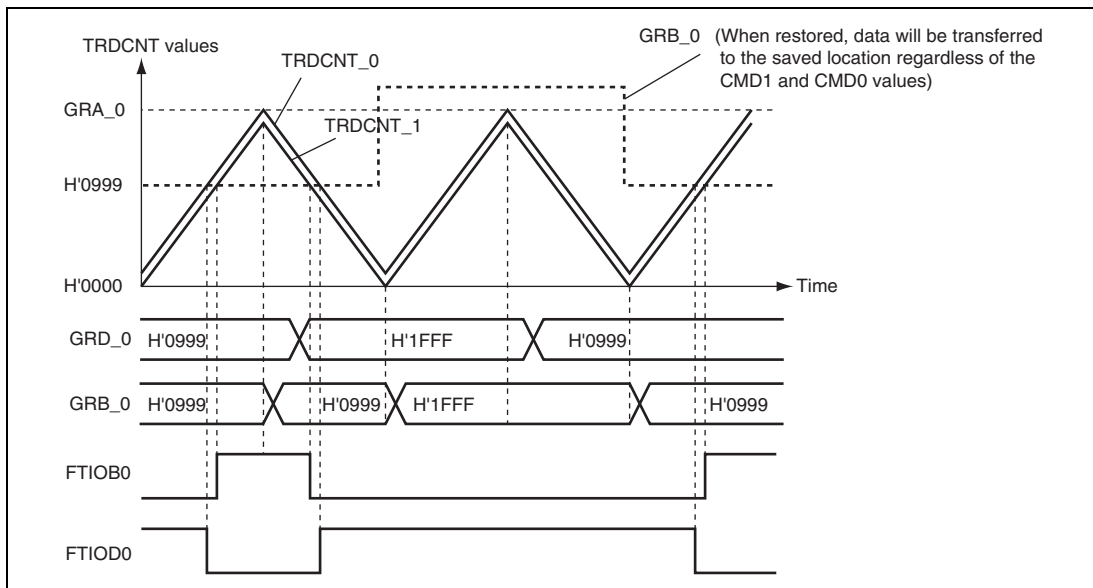 TRDCNT values
GRB_0 (When restored, data will be transferred
to the saved location regardless of the
CMD1 and CMD0 values)
TRDCNT_0
GRA_0
TRDCNT_1
H'0999
H'0000
Time
GRD_0
H'0999
H'1FFF
H'0999
GRB_0
H'0999
H'0999
H'1FFF
H'0999
FTIOB0
FTIOD0